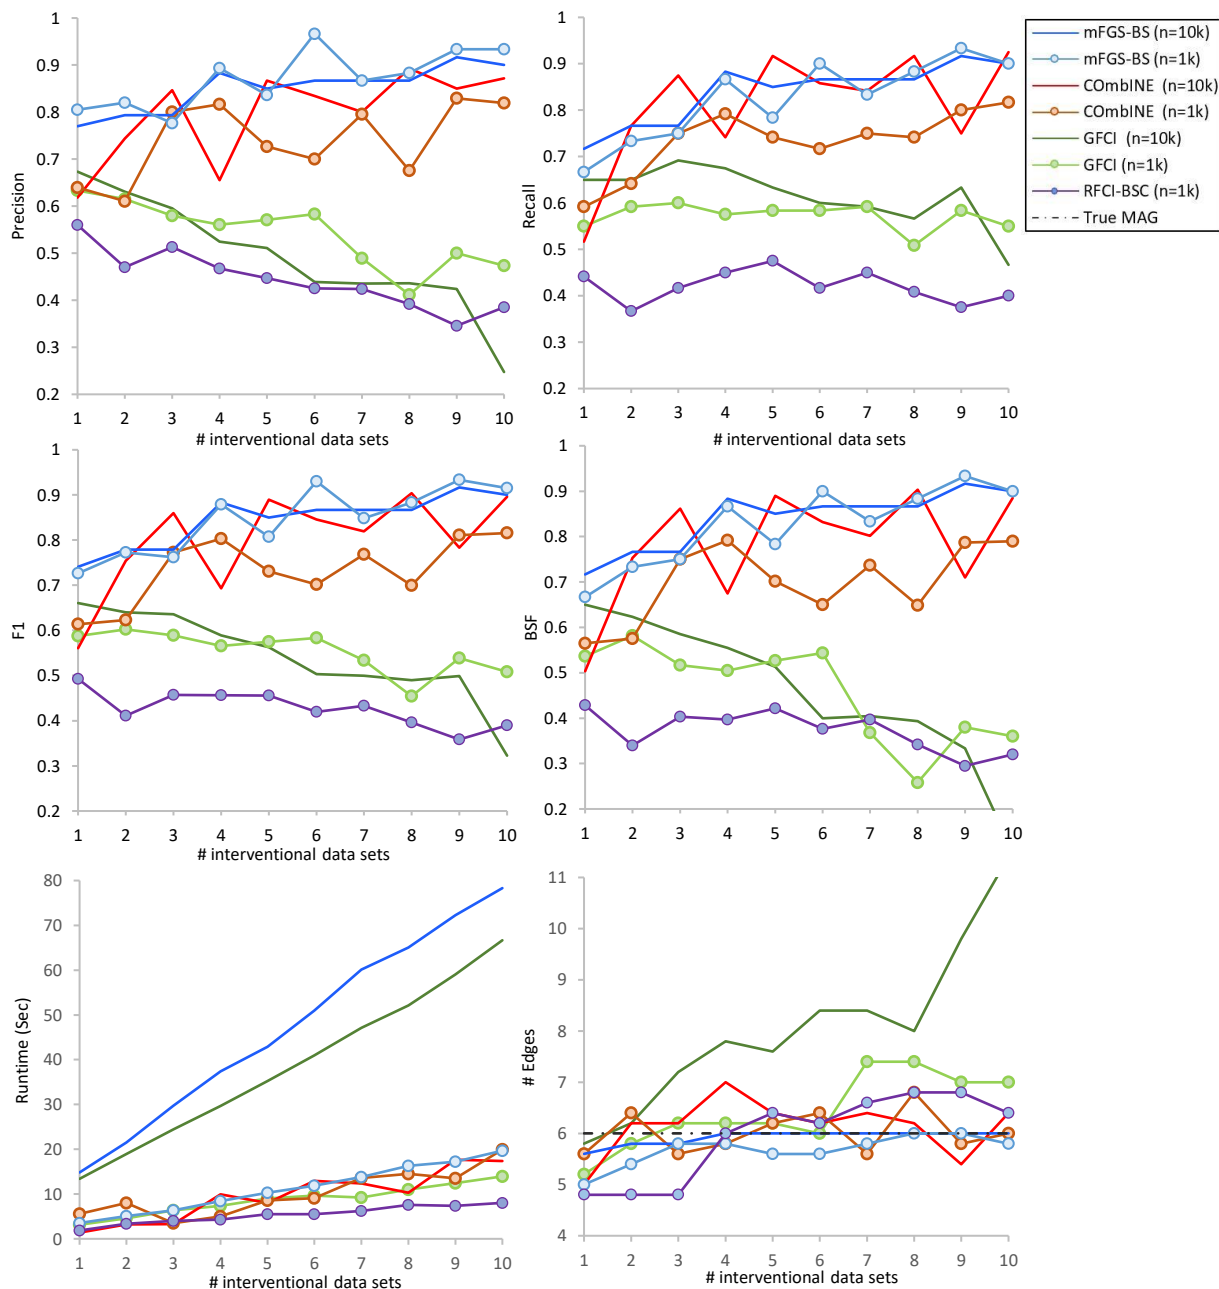 1
0.9
0.8
0.7
0.6
0.5
0.4
0.3
0.2
Precision
1 2 3 4 5 6 7 8 9 10
# interventional data sets
1
0.9
0.8
0.7
0.6
0.5
0.4
0.3
0.2
Recall
1 2 3 4 5 6 7 8 9 10
# interventional data sets
mFGS-BS (n=10k)
mFGS-BS (n=1k)
COmbINE (n=10k)
COmbINE (n=1k)
GFCI (n=10k)
GFCI (n=1k)
RFCI-BSC (n=1k)
True MAG
1
0.9
0.8
0.7
0.6
0.5
0.4
0.3
0.2
F1
1 2 3 4 5 6 7 8 9 10
# interventional data sets
1
0.9
0.8
0.7
0.6
0.5
0.4
0.3
0.2
BSF
1 2 3 4 5 6 7 8 9 10
# interventional data sets
80
70
60
50
40
30
20
10
0
Runtime (Sec)
1 2 3 4 5 6 7 8 9 10
# interventional data sets
11
10
9
8
7
6
5
4
# Edges
1 2 3 4 5 6 7 8 9 10
# interventional data sets